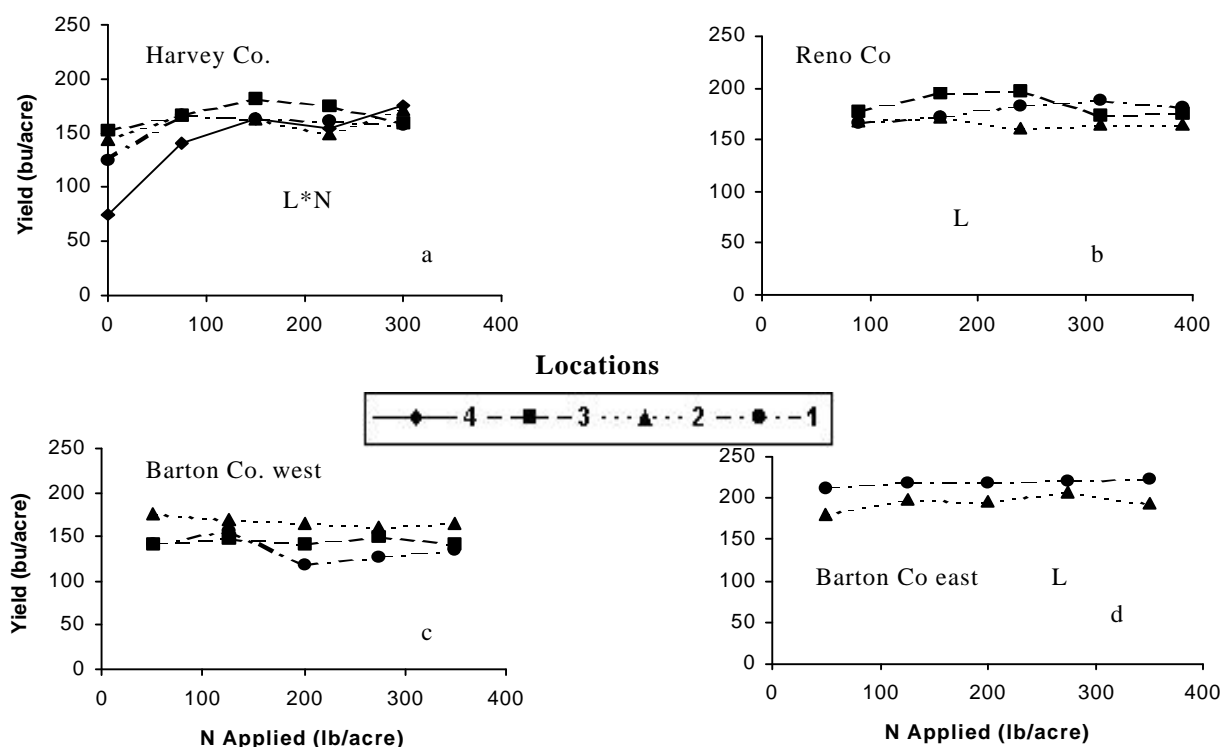 250
200
150
100
50
0
Yield (bu/acre)
Harvey Co.
L*N
a
0 100 200 300 400
250
200
150
100
50
0
Reno Co
L
b
0 100 200 300 400
Locations
4 3 2 1
250
200
150
100
50
0
Yield (bu/acre)
Barton Co. west
c
0 100 200 300 400
N Applied (lb/acre)
250
200
150
100
50
0
Barton Co east L
d
0 100 200 300 400
N Applied (lb/acre)